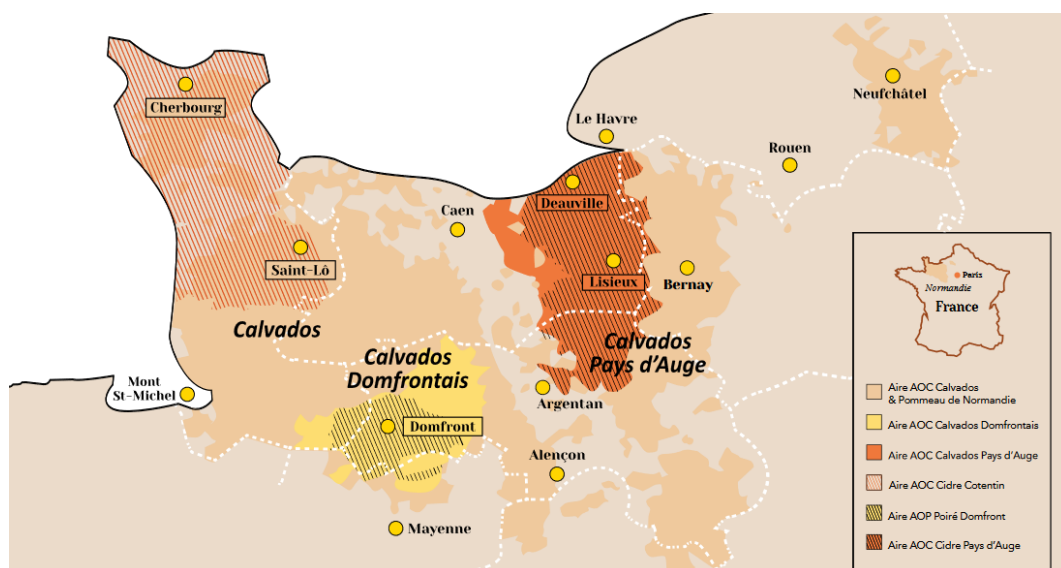 Cherbourg
Neufchâtel
Le Havre
Rouen
Deauville
Caen
Saint-Lô
Lisieux
Bernay
Calvados
Calvados
Domfrontais
Calvados
Pays d'Auge
Mont
St-Michel
Argentan
Domfront
Alençon
Mayenne
Paris
Normandie
France
Aire AOC Calvados
& Pommeau de Normandie
Aire AOC Calvados Domfrontais
Aire AOC Calvados Pays d'Auge
Aire AOC Cidre Cotentin
Aire AOP Poiré Domfront
Aire AOC Cidre Pays d'Auge